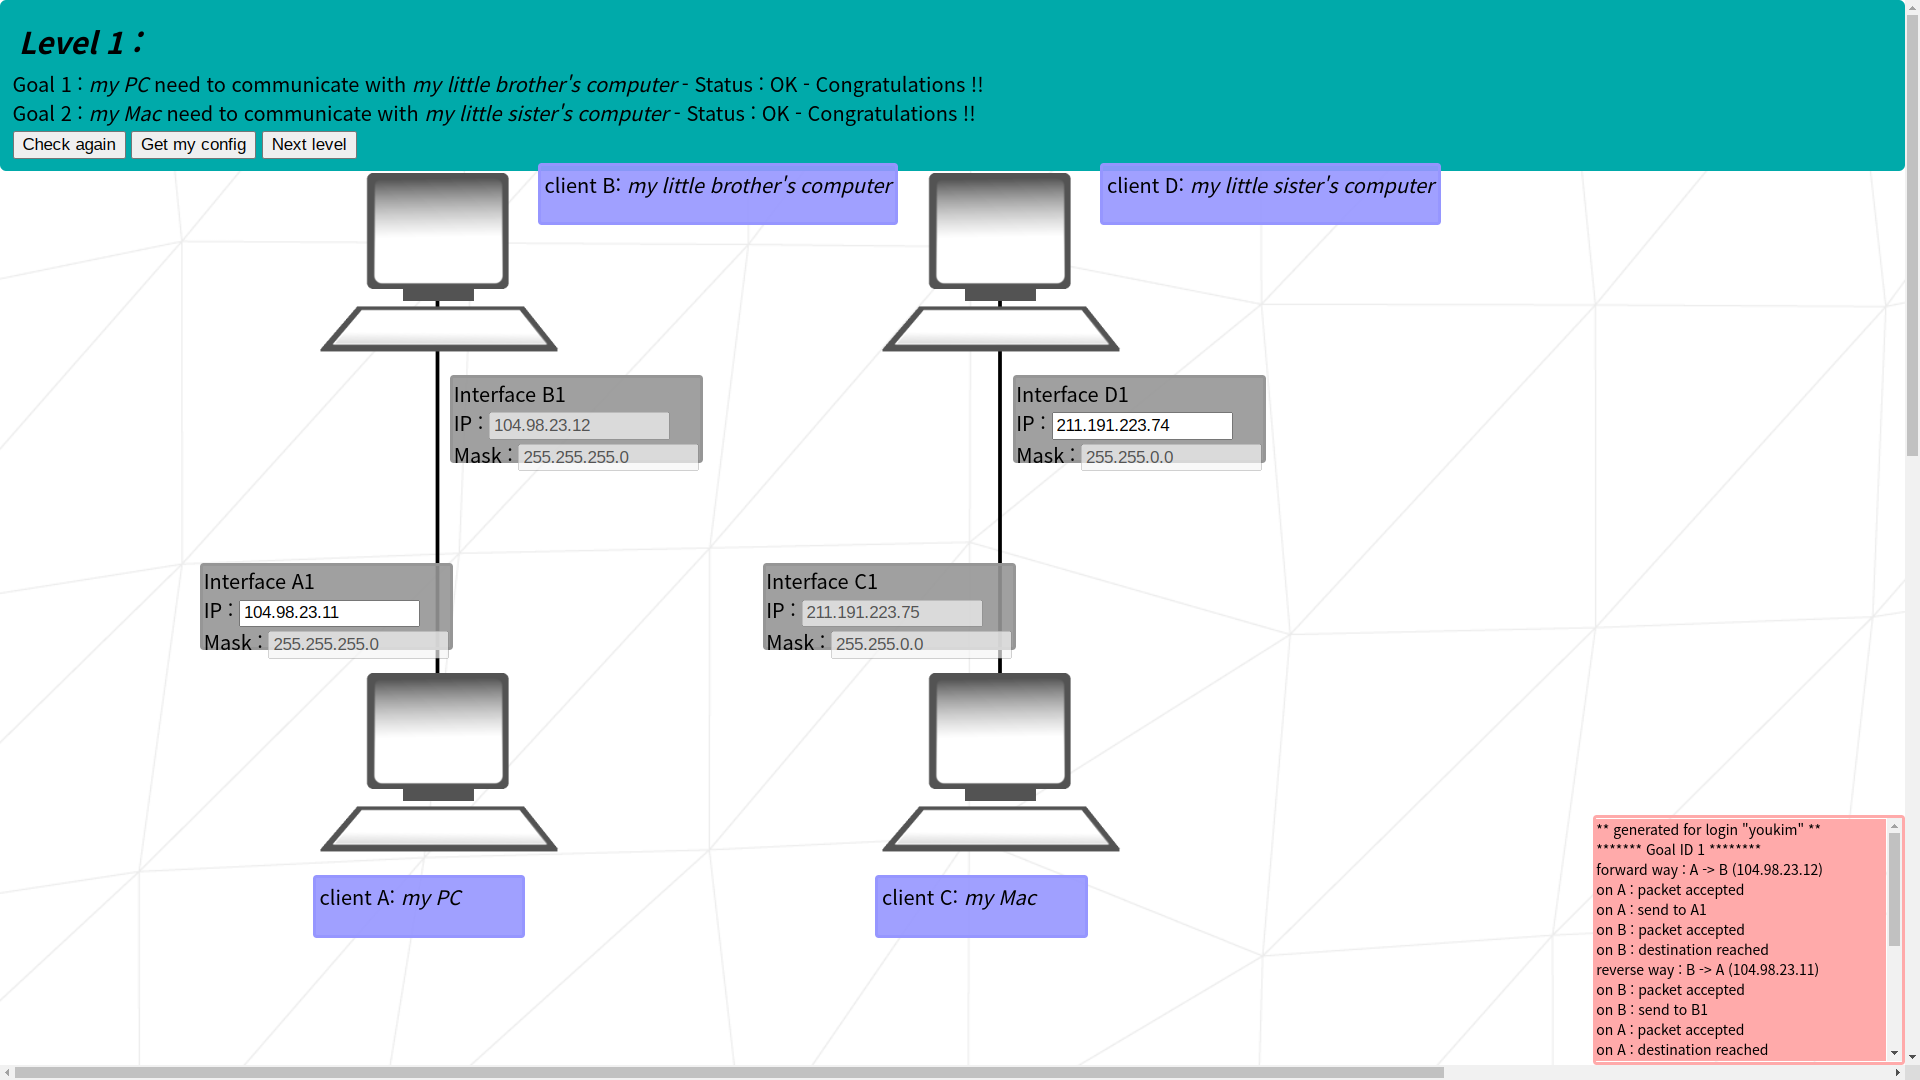 Level 1 :
Goal 1 : my PC need to communicate with my little brother's computer - Status : OK - Congratulations !!
Goal 2 : my Mac need to communicate with my little sister's computer - Status : OK - Congratulations !!
Check again Get my config Next level
client B: my little brother's computer
client D: my little sister's computer
Interface B1
IP : 104.98.23.12
Mask : 255.255.255.0
Interface D1
IP : 211.191.223.74
Mask : 255.255.0.0
Interface A1
IP : 104.98.23.11
Mask : 255.255.255.0
Interface C1
IP : 211.191.223.75
Mask : 255.255.0.0
client A: my PC
client C: my Mac
** generated for login "youkim" **
******* Goal ID 1 ********
forward way : A -> B (104.98.23.12)
on A : packet accepted
on A : send to A1
on B : packet accepted
on B : destination reached
reverse way : B -> A (104.98.23.11)
on B : packet accepted
on B : send to B1
on A : packet accepted
on A : destination reached